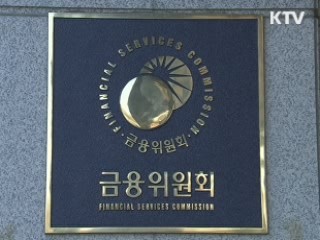 KTV
FINANCIAL SERVICES COMMISSION
·금융위원회·
금융위원회
FINANCIAL SERVICES COMMISSION